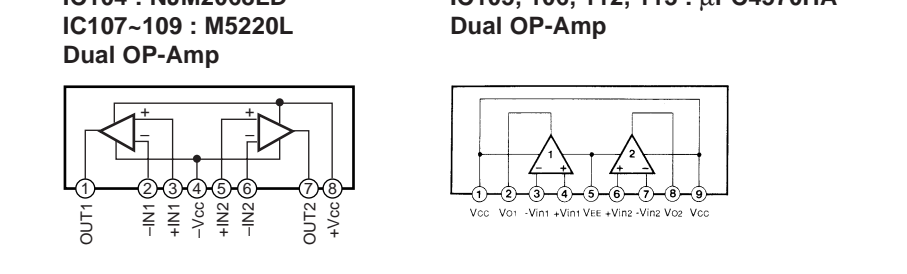 IC107~109 : M5220L
Dual OP-Amp
Dual OP-Amp
+ +
– –
1 2 3 4 5 6 7 8
OUT1 –IN1 +IN1 –Vcc +IN2 –IN2 OUT2 +Vcc
1 2
– + + –
1 2 3 4 5 6 7 8 9
Vcc Vo1 -Vin1 +Vin1 VEE +Vin2 -Vin2 Vo2 Vcc